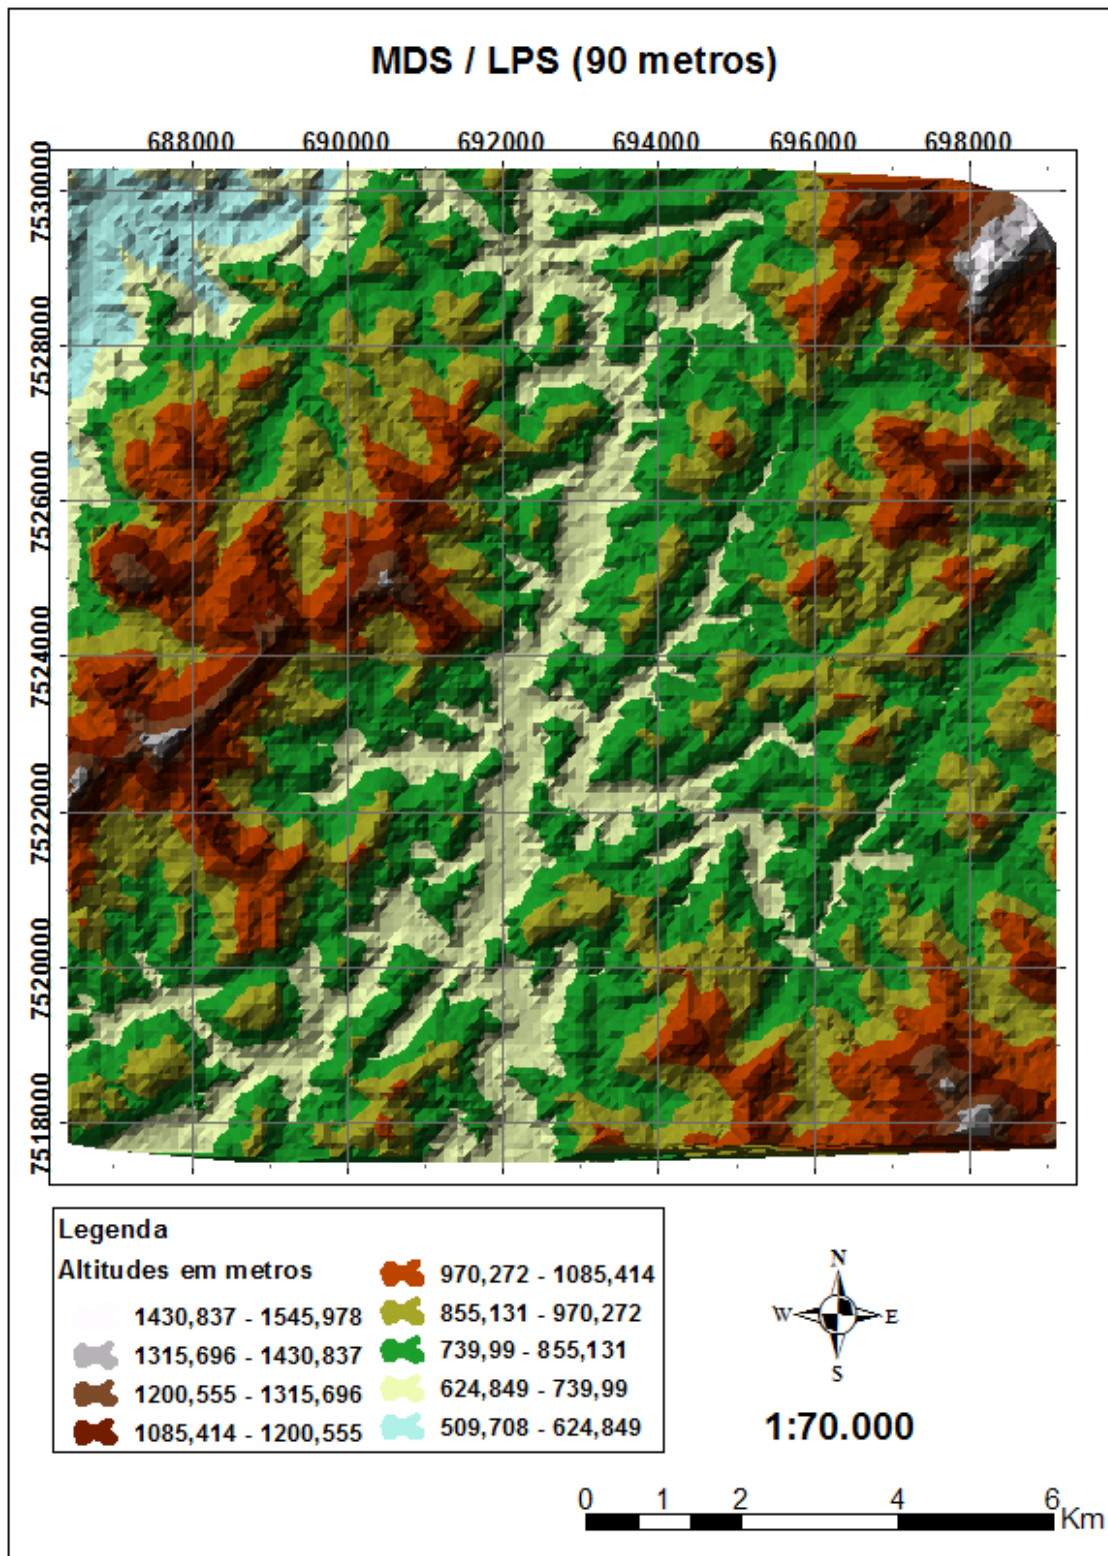 MDS / LPS (90 metros)
688000 690000 692000 694000 696000 698000
7530000
7528000
7526000
7524000
7522000
7520000
7518000
Legenda
Altitudes em metros
1430,837 - 1545,978
1315,696 - 1430,837
1200,555 - 1315,696
1085,414 - 1200,555
970,272 - 1085,414
855,131 - 970,272
739,99 - 855,131
624,849 - 739,99
509,708 - 624,849
N
W E
S
1:70.000
0 1 2 4 6
Km